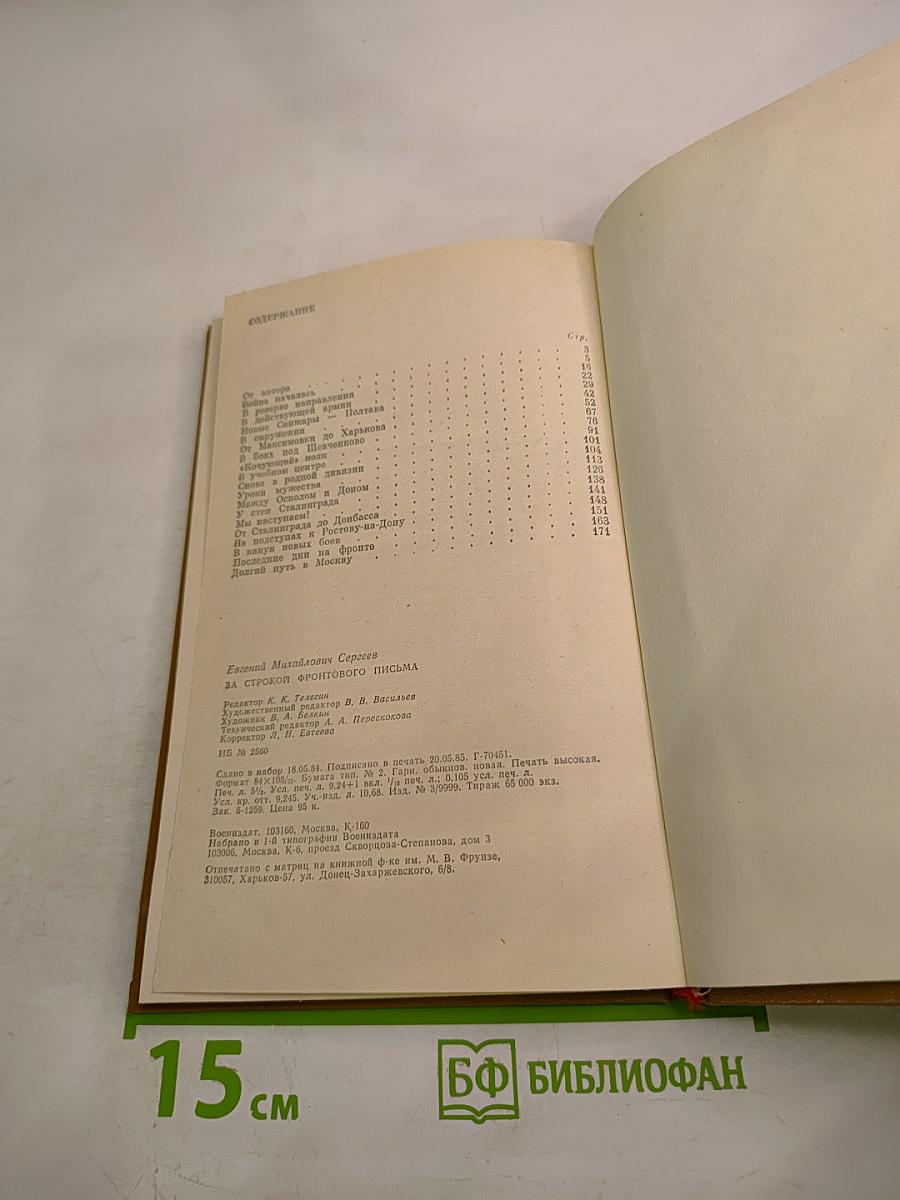 СОДЕРЖАНИЕ
Стр.
От автора 3
Война началась 5
В резерве направления 16
В действующей армии 22
Новые Санжары — Полтава 29
В окружении 42
От Максимовки до Харькова 52
В боях под Шевченково 67
«Кочующий» полк 76
В учебном центре 91
Снова в родной дивизии 101
Уроки мужества 104
Между Осколом и Доном 113
У стен Сталинграда 126
Мы наступаем! 138
От Сталинграда до Донбасса 141
На подступах к Ростову-на-Дону 148
В канун новых боев 151
Последние дни на фронте 163
Долгий путь в Москву 171
Евгений Михайлович Сергеев
ЗА СТРОКОЙ ФРОНТОВОГО ПИСЬМА
Редактор К. К. Телегин
Художественный редактор В. В. Васильев
Художник В. А. Белкин
Технический редактор А. А. Перескокова
Корректор Л. Н. Евтеева
ИБ № 2560
Сдано в набор 18.05.84. Подписано в печать 20.05.85. Г-70451.
Формат 84×108/32. Бумага тип. № 2. Гарн. обыкнов. новая. Печать высокая.
Печ. л. 5½. Усл. печ. л. 9,24+1 вкл. 1/16 печ. л.; 0,105 усл. печ. л.
Усл. кр. отт. 9,245. Уч.-изд. л. 10,68. Изд. № 3/9999. Тираж 65 000 экз.
Зак. 5-1259. Цена 95 к.
Воениздат, 103160, Москва, К-160
Набрано в 1-й типографии Воениздата
103006, Москва, К-6, проезд Скворцова-Степанова, дом 3
Отпечатано с матриц на книжной ф-ке им. М. В. Фрунзе,
310057, Харьков-57, ул. Донец-Захаржевского, 6/8.
15 см
БФ БИБЛИОФАН